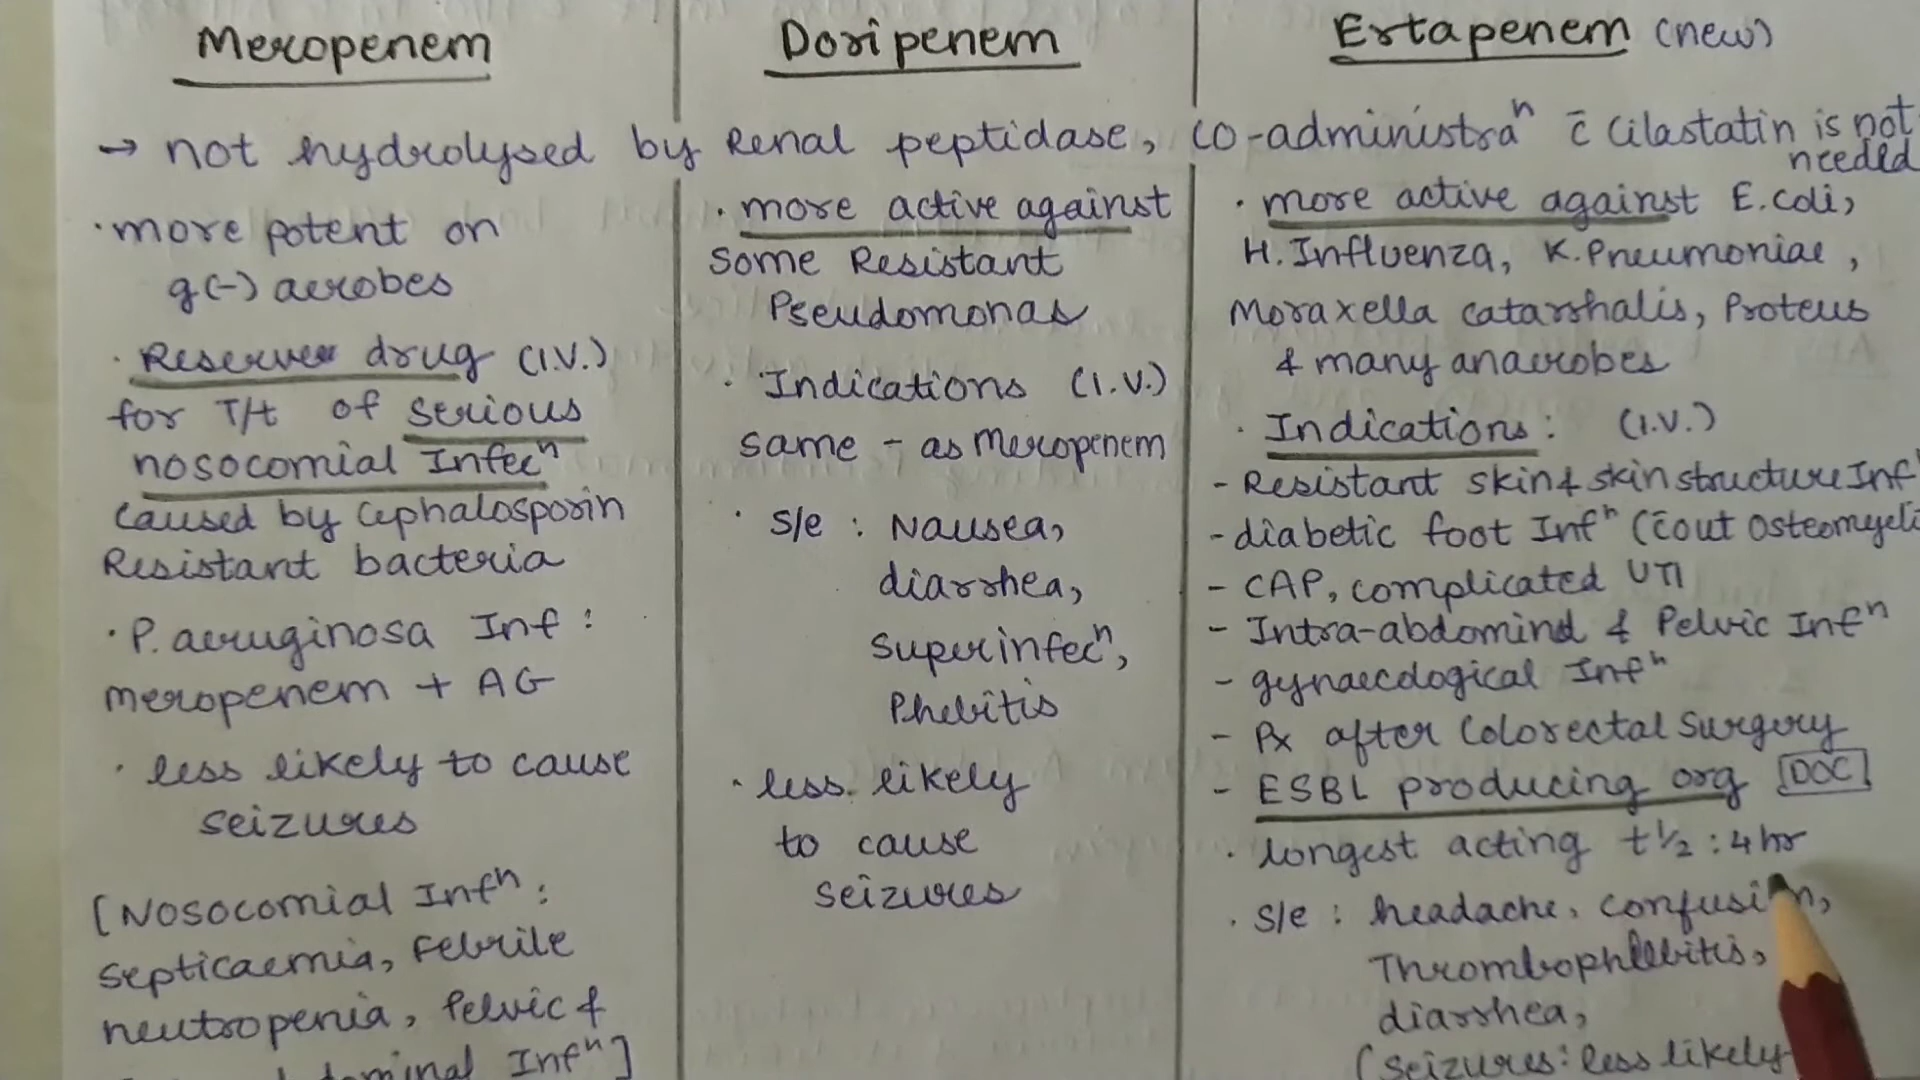 Meropenem
Doripenem
Ertapenem (new)
→ not hydrolysed by Renal peptidase, co-administraⁿ c̄ Cilastatin is not needed
· more potent on
g(-) aerobes
· Reserve drug (I.V.)
for T/t of serious
nosocomial Infecⁿ
caused by Cephalosporin
Resistant bacteria
· P. aeruginosa Inf :
meropenem + AG
· less likely to cause
seizures
[Nosocomial Infⁿ :
septicaemia, Febrile
neutropenia, Pelvic &
Infⁿ]
· more active against
Some Resistant
Pseudomonas
· Indications (I.V.)
same - as Meropenem
· S/e : Nausea,
diarrhea,
superinfecⁿ,
Phebitis
· less likely
to cause
seizures
· more active against E.coli,
H. Influenza, K. Pneumoniae,
Moraxella catarrhalis, Proteus
& many anaerobes
· Indications : (I.V.)
- Resistant skin & skin structure Inf
- diabetic foot Infⁿ (c̄out Osteomyeli
- CAP, complicated UTI
- Intra-abdominal & Pelvic Infⁿ
- gynaecological Infⁿ
- Px after Colorectal Surgery
- ESBL producing org [DOC]
· longest acting t½ : 4 hr
· S/e : headache, confusion,
Thrombophlebitis,
diarrhea,
(seizures : less likely